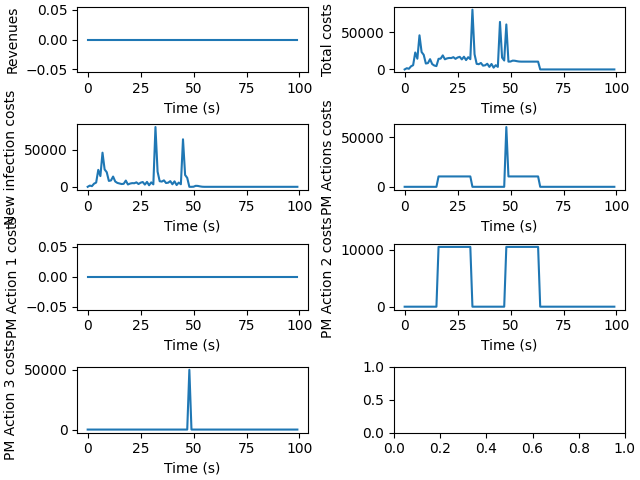 Revenues
0.05
0.00
−0.05
0 25 50 75 100
Time (s)
Total costs
50000
0
0 25 50 75 100
Time (s)
New infection costs
50000
0
0 25 50 75 100
Time (s)
PM Actions costs
50000
0
0 25 50 75 100
Time (s)
PM Action 1 costs
0.05
0.00
−0.05
0 25 50 75 100
Time (s)
PM Action 2 costs
10000
0
0 25 50 75 100
Time (s)
PM Action 3 costs
50000
0
0 25 50 75 100
Time (s)
1.0
0.5
0.0
0.0 0.2 0.4 0.6 0.8 1.0